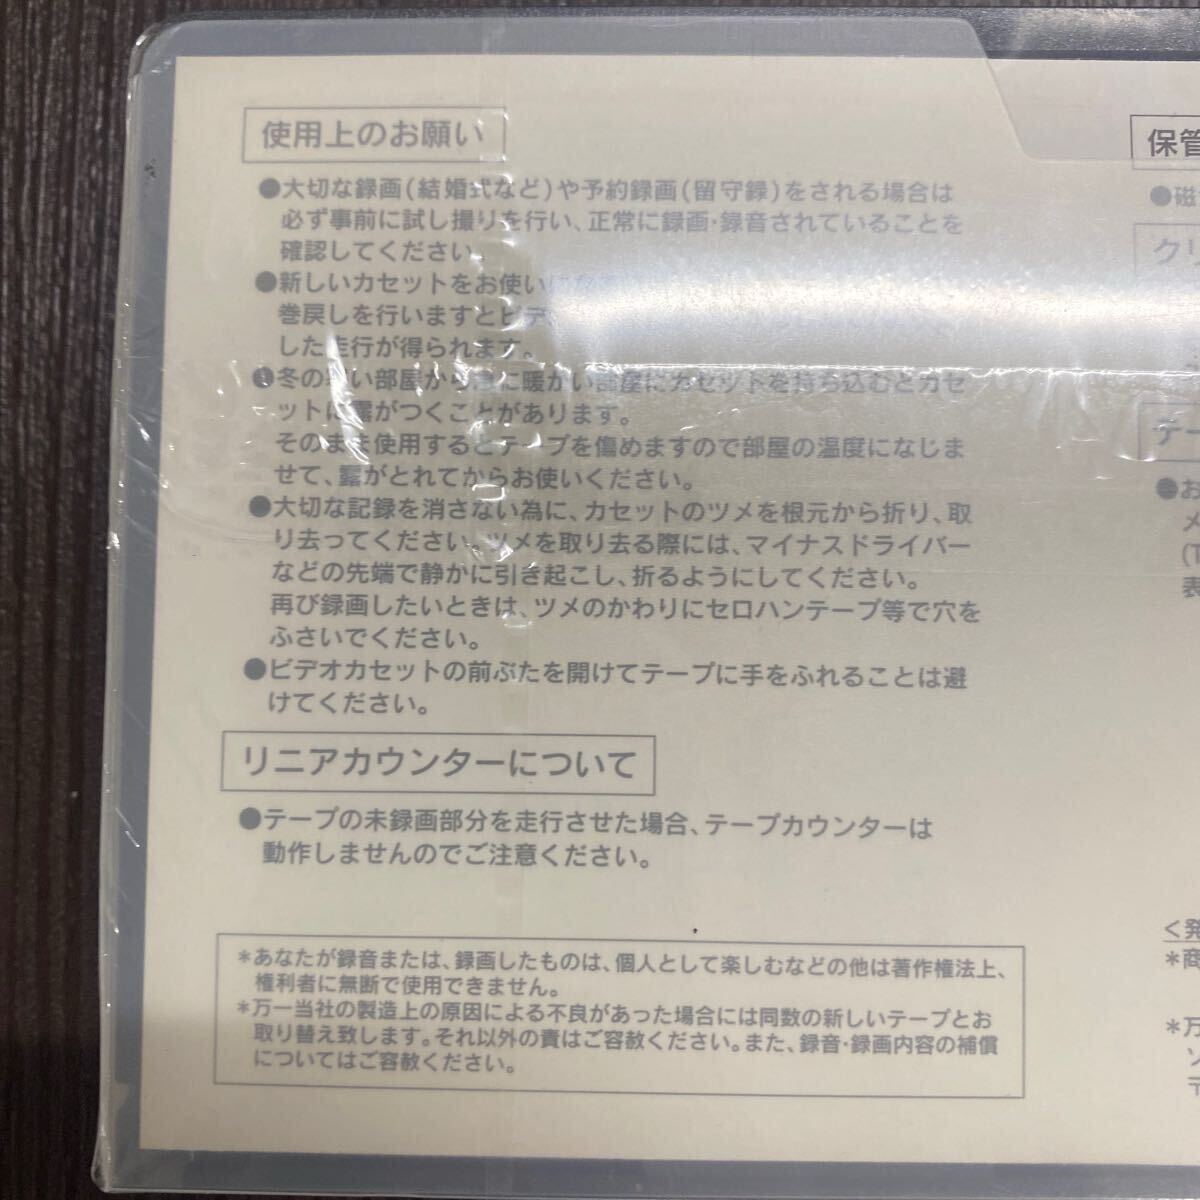 使用上のお願い
●大切な録画(結婚式など)や予約録画(留守録)をされる場合は
必ず事前に試し撮りを行い、正常に録画・録音されていることを
確認してください。
●新しいカセットをお使い
巻戻しを行いますとビデ
した走行が得られます。
●冬の寒い部屋から急に暖かい部屋にカセットを持ち込むとカセ
ットに露がつくことがあります。
そのまま使用するとテープを傷めますので部屋の温度になじま
せて、露がとれてからお使いください。
●大切な記録を消さない為に、カセットのツメを根元から折り、取
り去ってください。ツメを取り去る際には、マイナスドライバー
などの先端で静かに引き起こし、折るようにしてください。
再び録画したいときは、ツメのかわりにセロハンテープ等で穴を
ふさいでください。
●ビデオカセットの前ぶたを開けてテープに手をふれることは避
けてください。
リニアカウンターについて
●テープの未録画部分を走行させた場合、テープカウンターは
動作しませんのでご注意ください。
*あなたが録音または、録画したものは、個人として楽しむなどの他は著作権法上、
権利者に無断で使用できません。
*万一当社の製造上の原因による不良があった場合には同数の新しいテープとお
取り替え致します。それ以外の責はご容赦ください。また、録音・録画内容の補償
についてはご容赦ください。
保管
●磁
ク
テー
●お
メ
(T
表
<発
*商
*万
ソ
〒